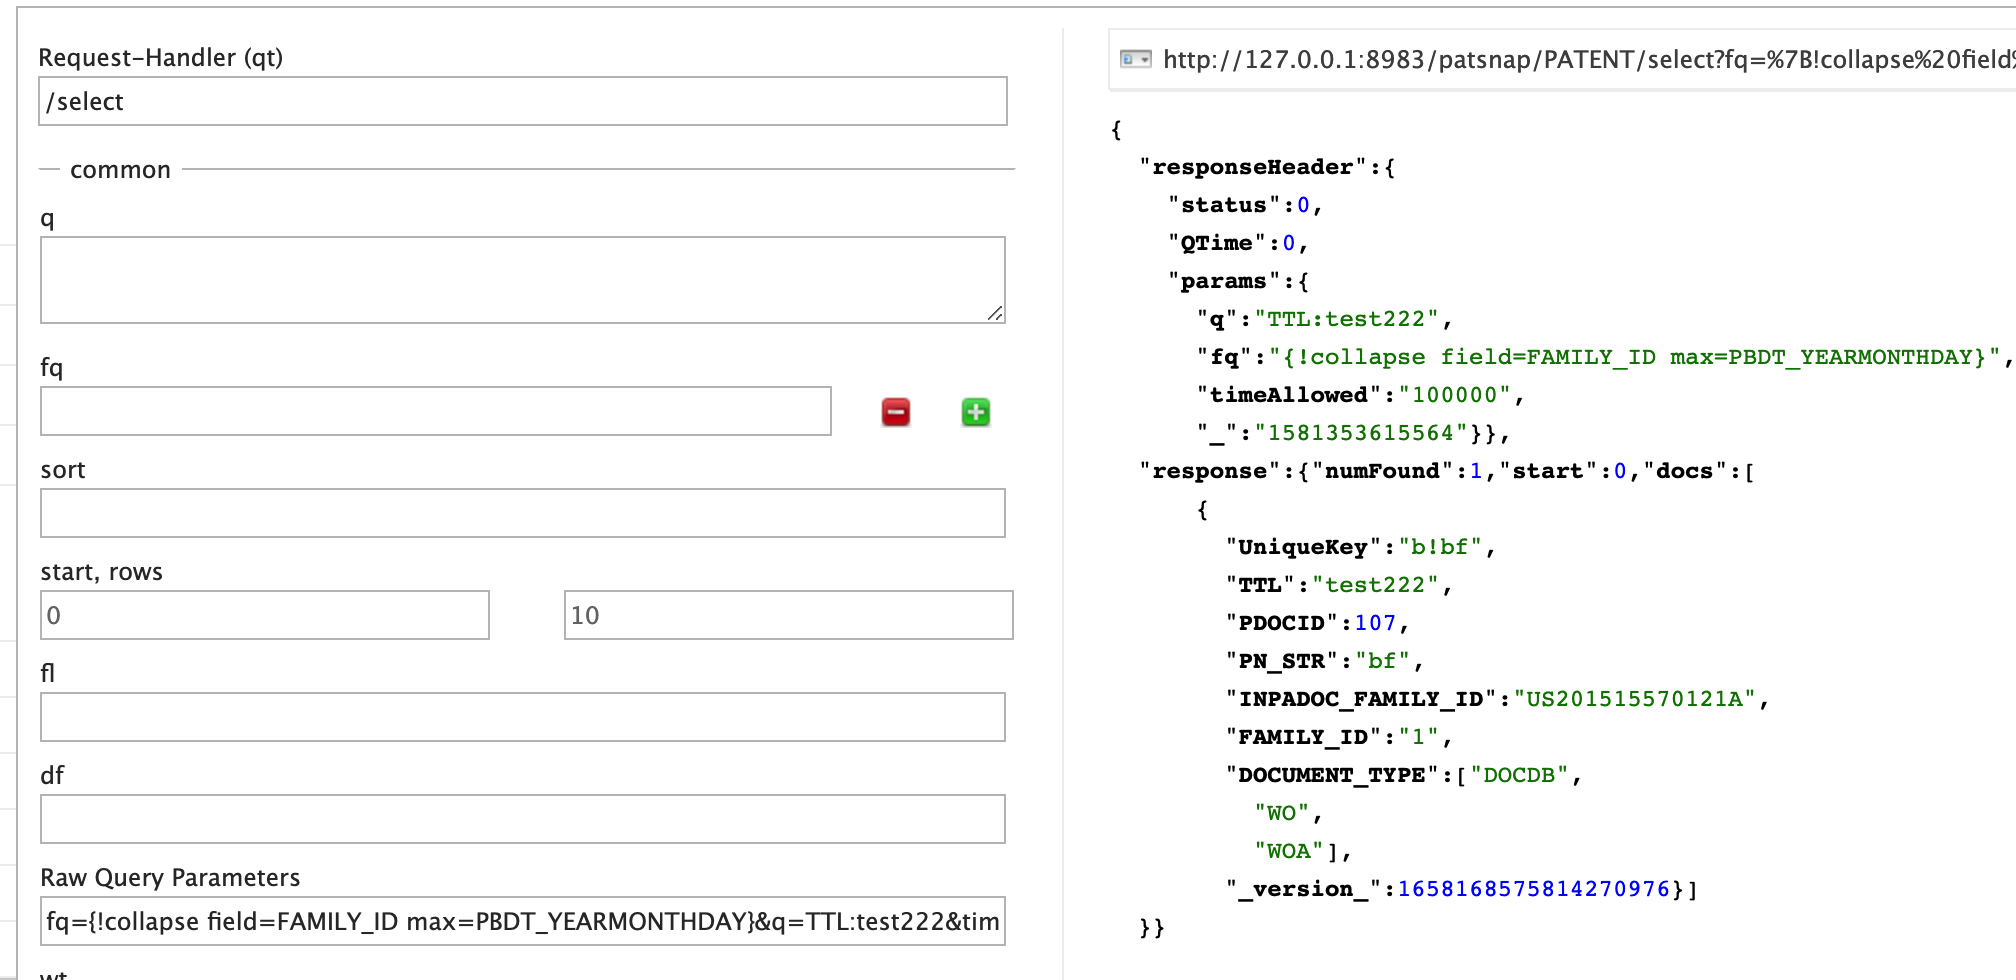 Request-Handler (qt)
/select
common
q
fq
sort
start, rows
0
10
fl
df
Raw Query Parameters
fq={!collapse field=FAMILY_ID max=PBDT_YEARMONTHDAY}&q=TTL:test222&tim
wt
http://127.0.0.1:8983/patsnap/PATENT/select?fq=%7B!collapse%20field%
{
"responseHeader":{
"status":0,
"QTime":0,
"params":{
"q":"TTL:test222",
"fq":"{!collapse field=FAMILY_ID max=PBDT_YEARMONTHDAY}",
"timeAllowed":"100000",
"_":"1581353615564"}},
"response":{"numFound":1,"start":0,"docs":[
{
"UniqueKey":"b!bf",
"TTL":"test222",
"PDOCID":107,
"PN_STR":"bf",
"INPADOC_FAMILY_ID":"US201515570121A",
"FAMILY_ID":"1",
"DOCUMENT_TYPE":["DOCDB",
"WO",
"WOA"],
"_version_":1658168575814270976}]
}}